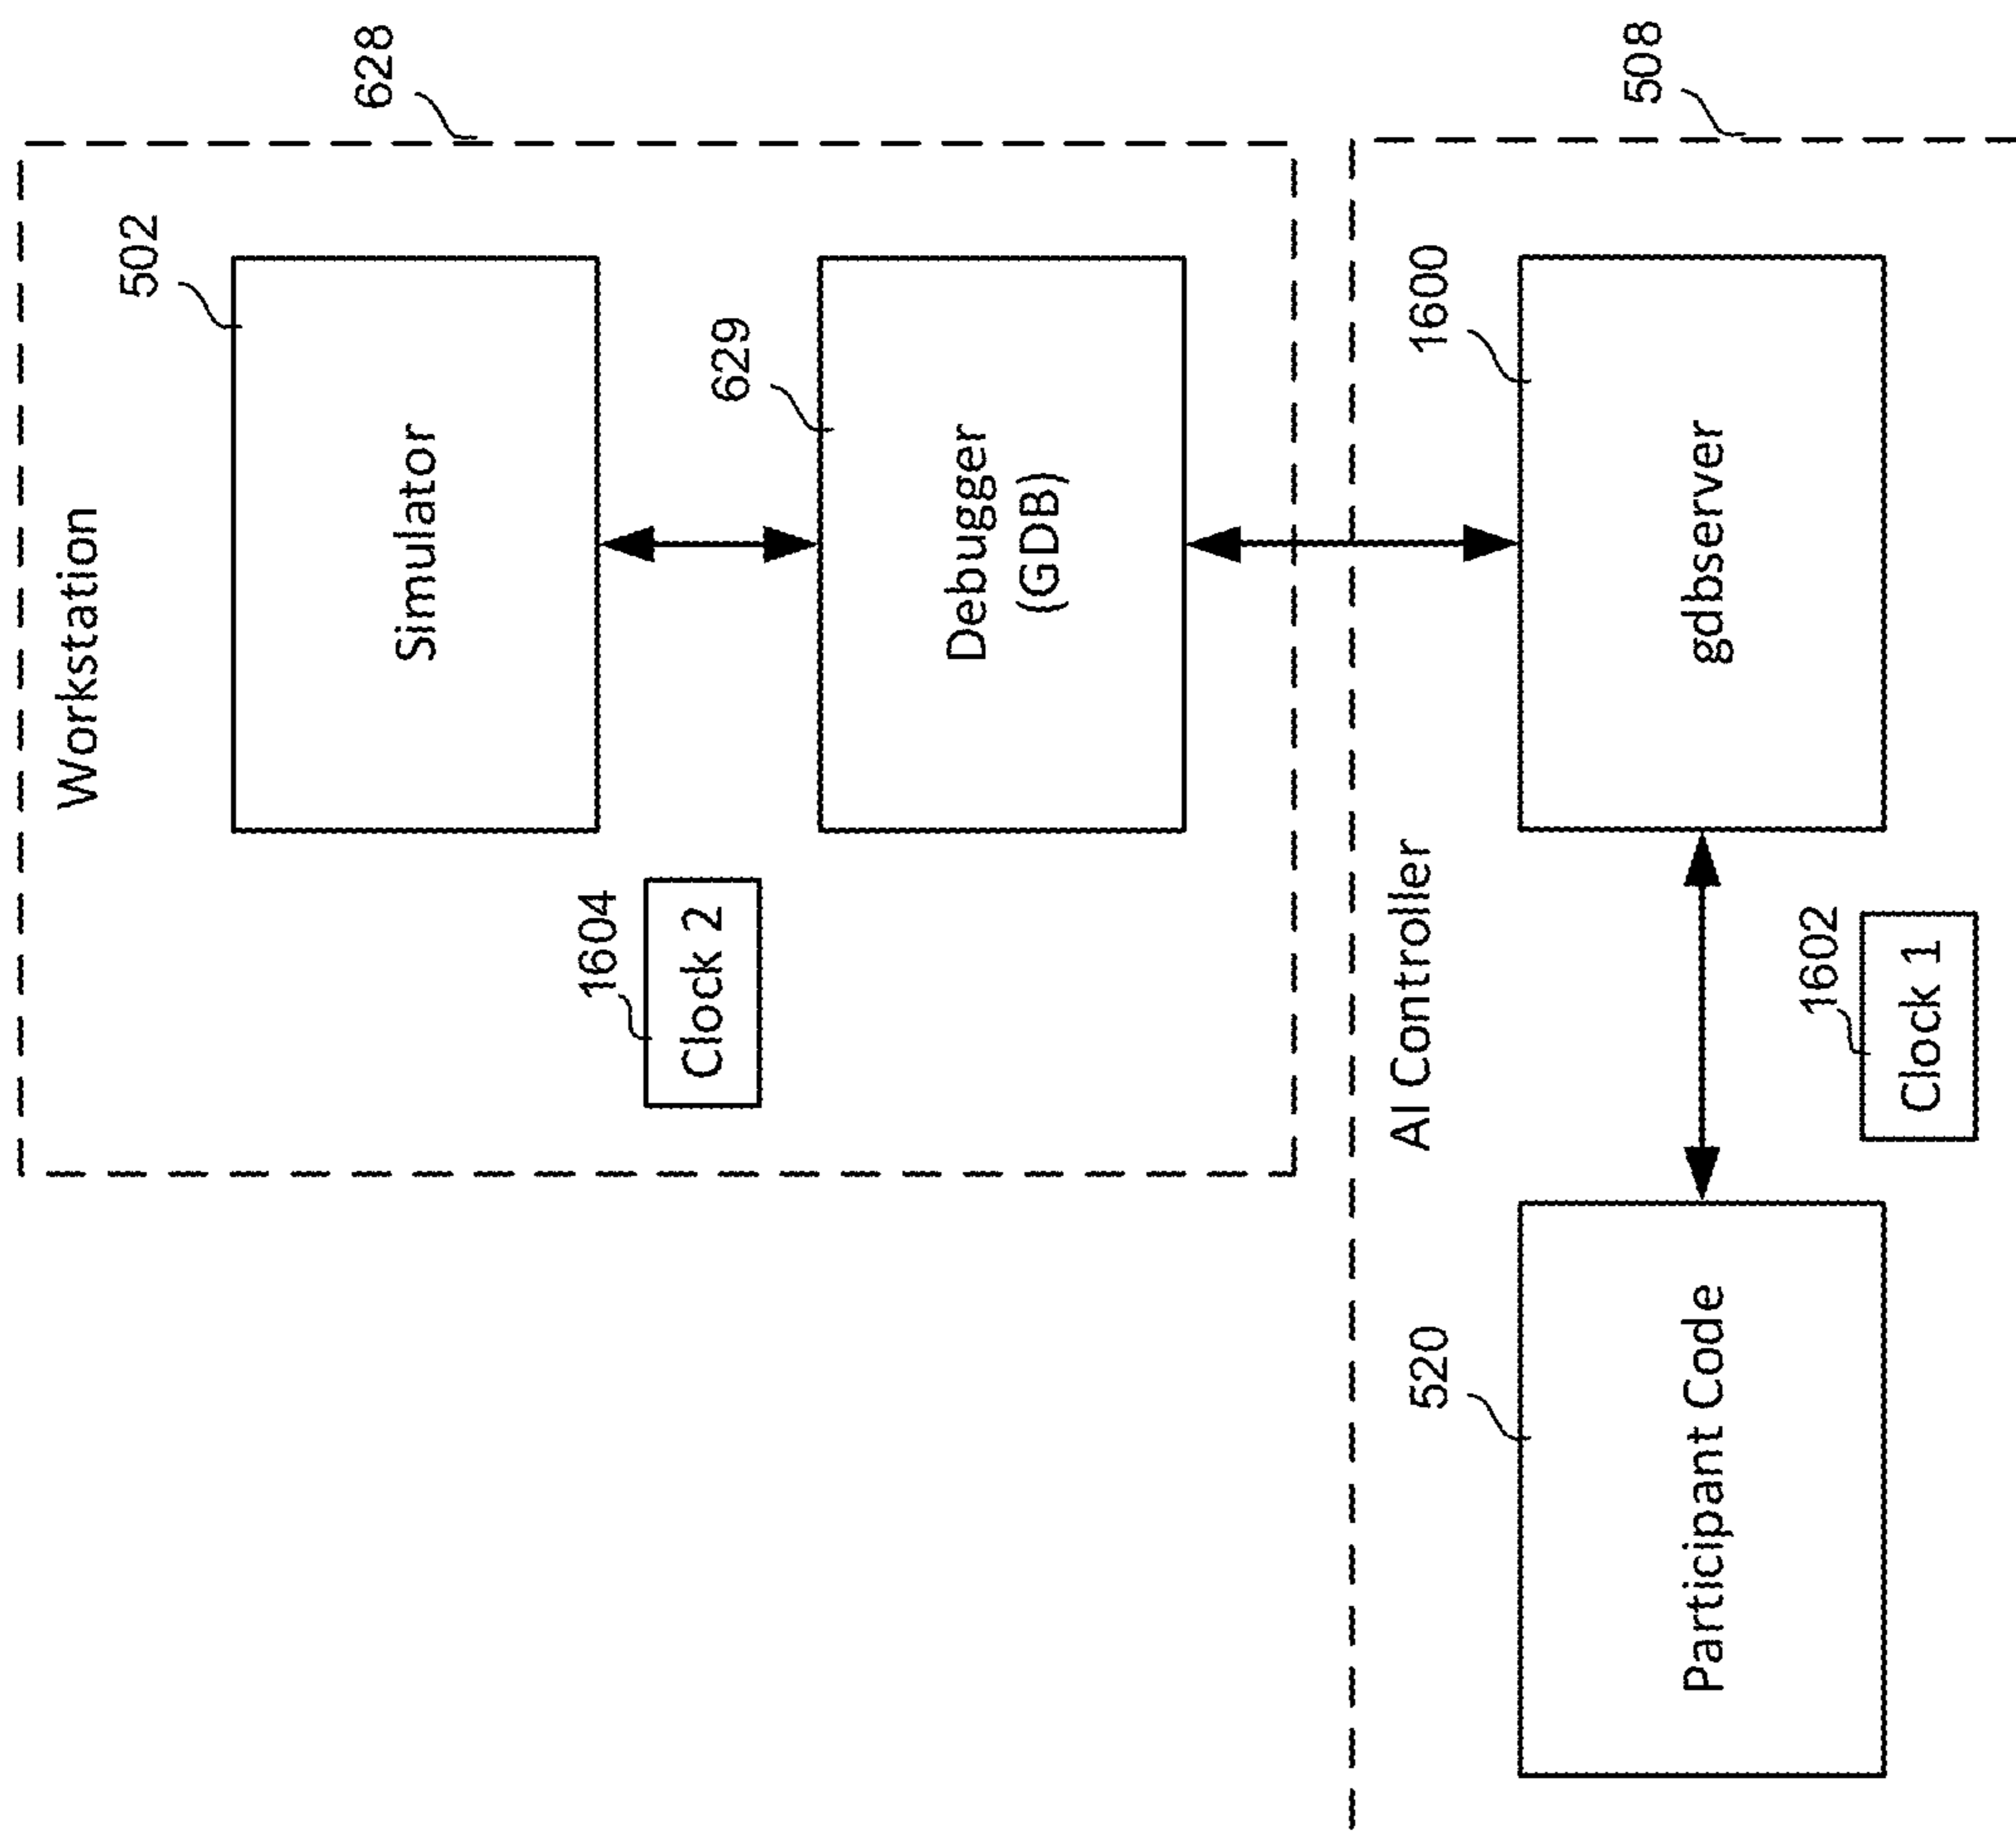 Workstation
502
Simulator
628
1604
Clock 2
629
Debugger
(GDB)
AI Controller
520
Participant Code
1600
gdbserver
508
1602
Clock 1